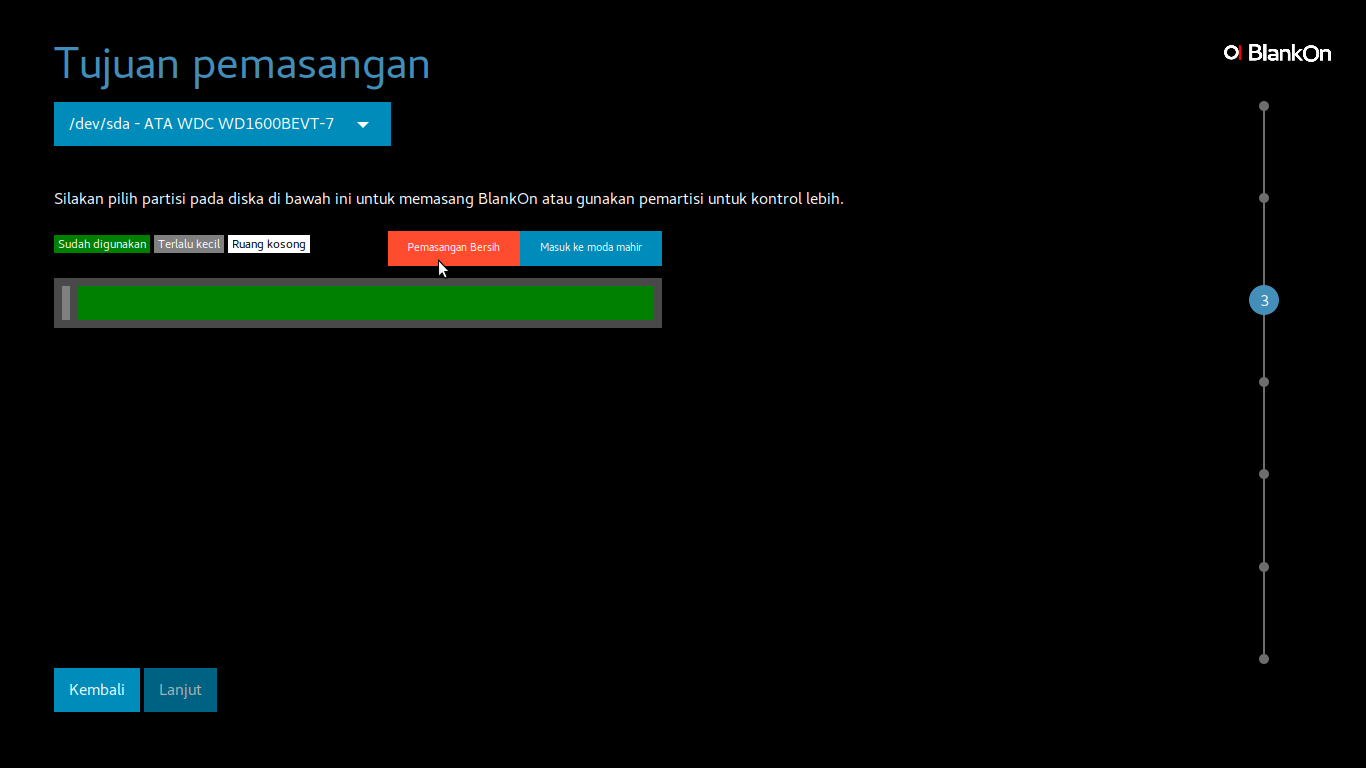 Tujuan pemasangan
BlankOn
/dev/sda - ATA WDC WD1600BEVT-7
Silakan pilih partisi pada diska di bawah ini untuk memasang BlankOn atau gunakan pemartisi untuk kontrol lebih.
Sudah digunakan Terlalu kecil Ruang kosong
Pemasangan Bersih Masuk ke moda mahir
3
Kembali Lanjut